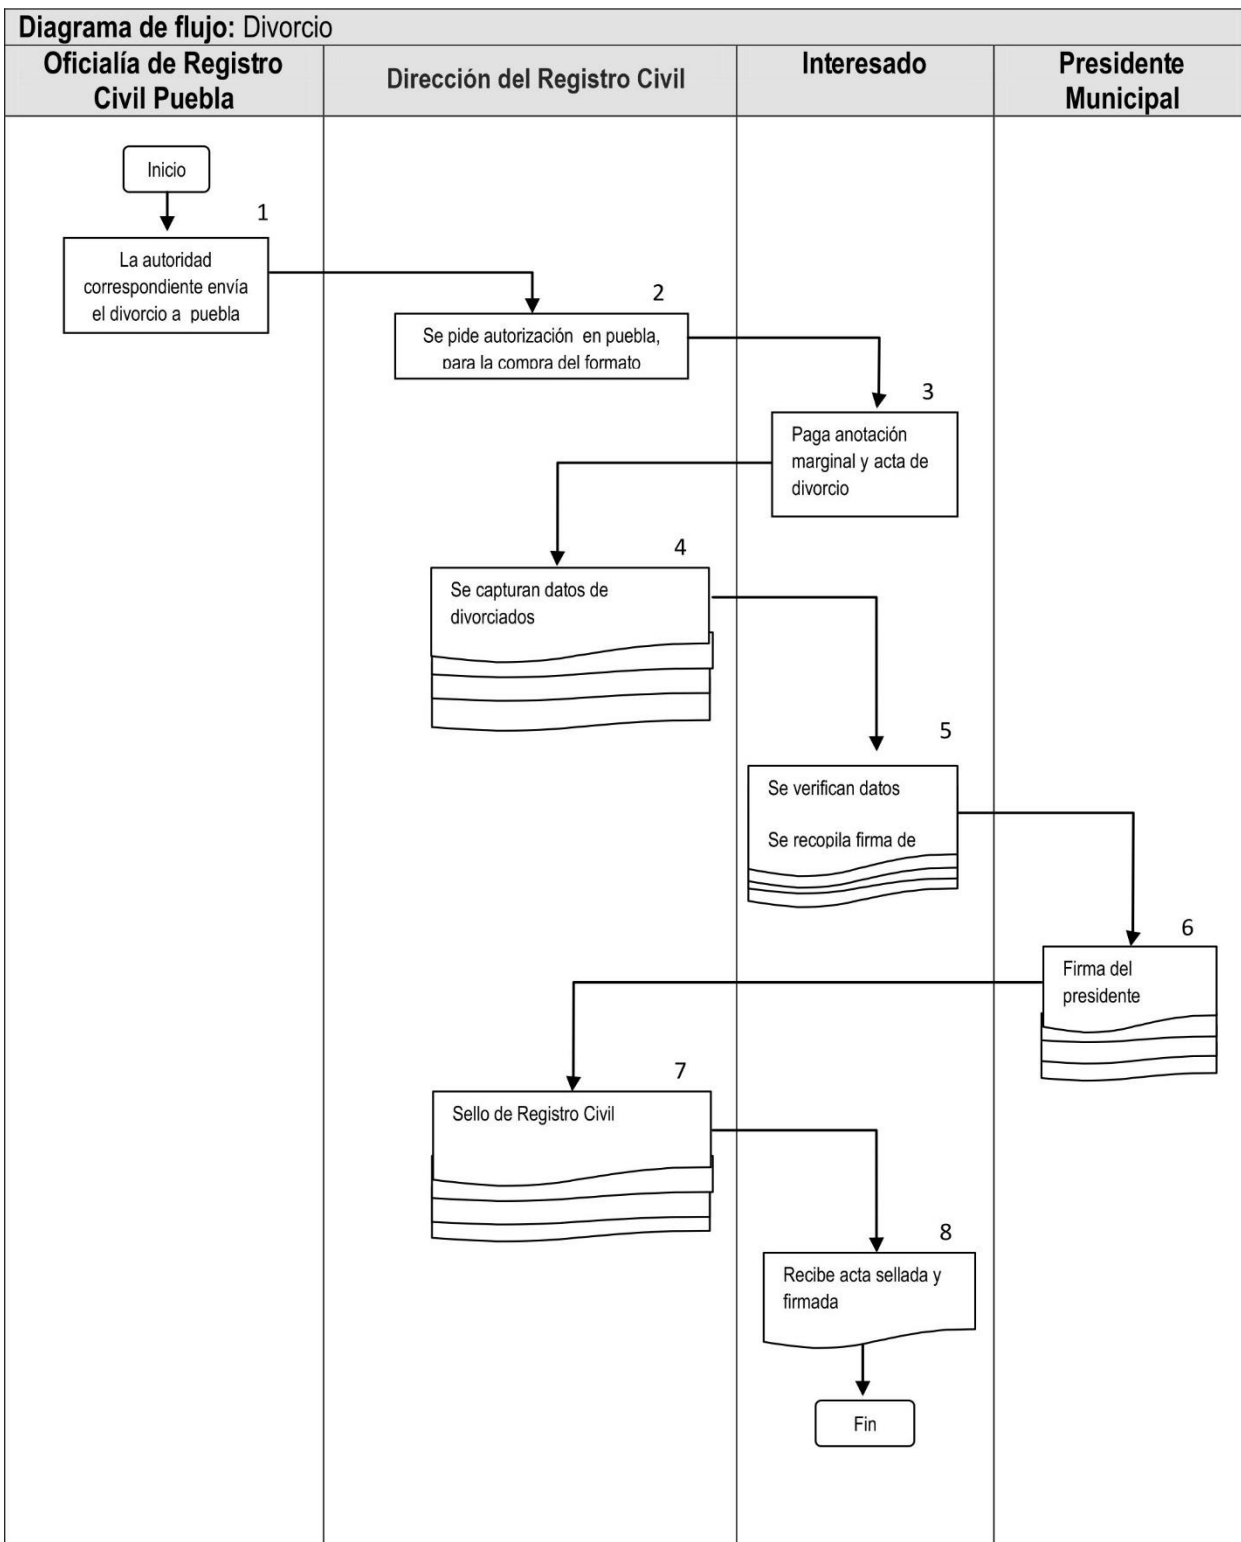 Diagrama de flujo: Divorcio
Oficialía de Registro
Civil Puebla
Dirección del Registro Civil
Interesado
Presidente
Municipal
Inicio
1
La autoridad
correspondiente envía
el divorcio a puebla
2
Se pide autorización en puebla,
para la compra del formato
3
Paga anotación
marginal y acta de
divorcio
4
Se capturan datos de
divorciados
5
Se verifican datos
Se recopila firma de
6
Firma del
presidente
7
Sello de Registro Civil
8
Recibe acta sellada y
firmada
Fin